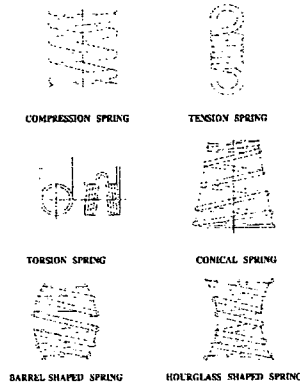 COMPRESSION SPRING
TENSION SPRING
TORSION SPRING
CONICAL SPRING
BARREL SHAPED SPRING
HOURGLASS SHAPED SPRING